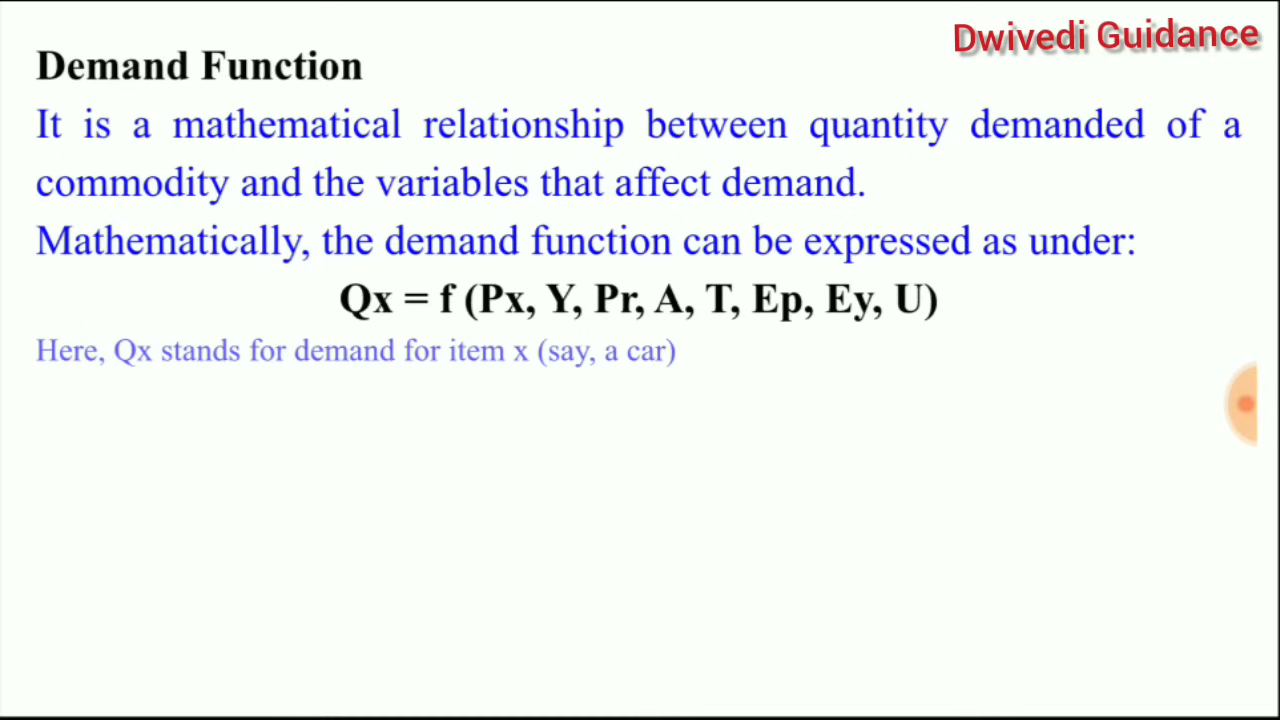 Dwivedi Guidance
Demand Function
It is a mathematical relationship between quantity demanded of a
commodity and the variables that affect demand.
Mathematically, the demand function can be expressed as under:
Qx = f (Px, Y, Pr, A, T, Ep, Ey, U)
Here, Qx stands for demand for item x (say, a car)